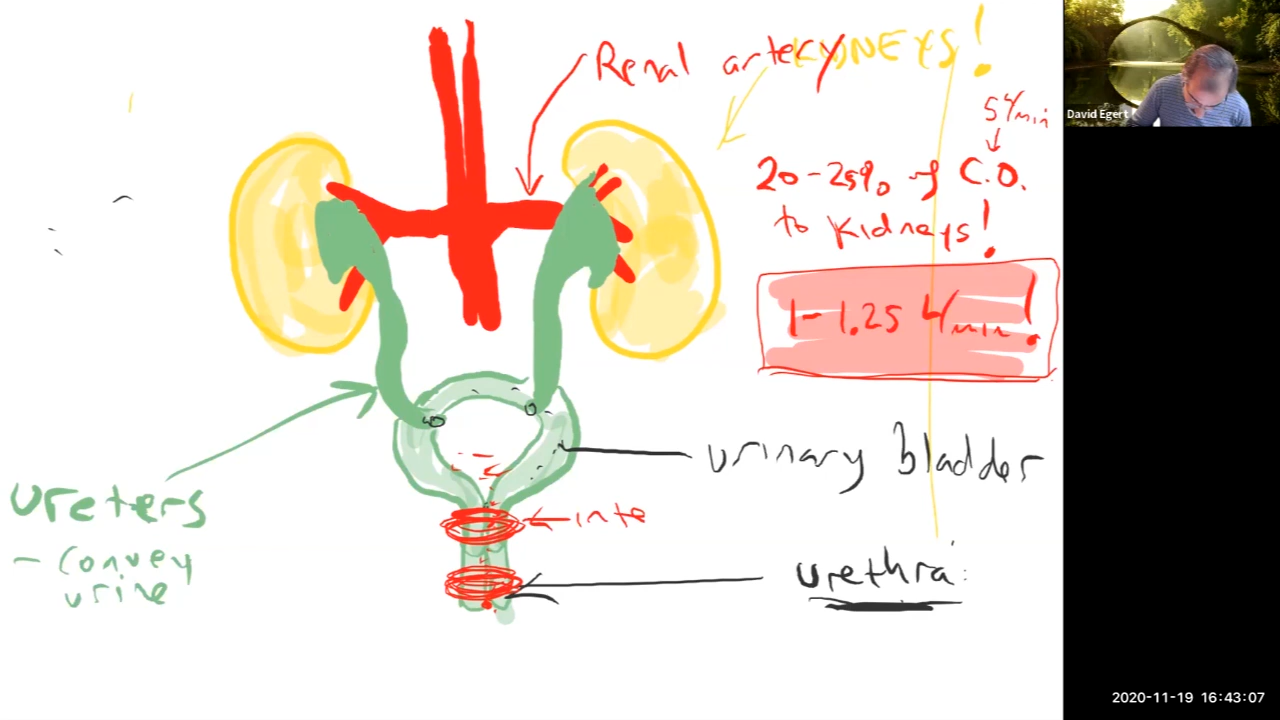 Renal artery
KIDNEYS!
5 L/min
20-25% of C.O.
to Kidneys!
1-1.25 L/min!
urinary bladder
ureters
- convey
urine
inte
urethra:
David Egert
2020-11-19 16:43:07